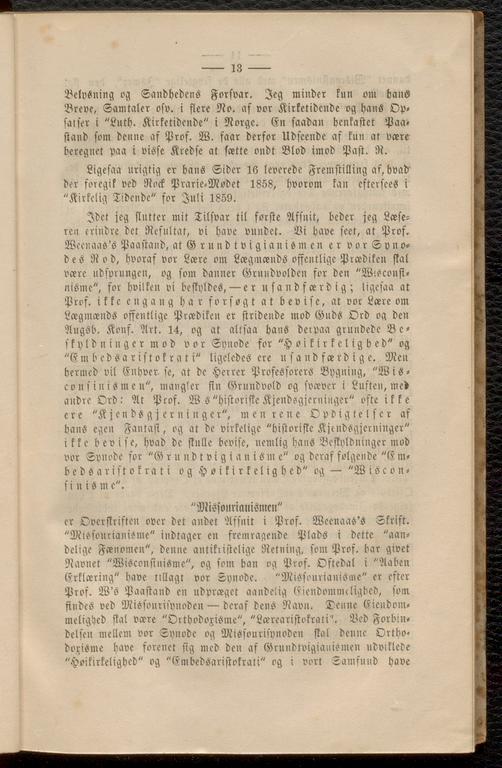 — 13 —
Belysning og Sandhedens Forsvar. Jeg minder kun om hans
Breve, Samtaler osv. i flere No. af vor Kirketidende og hans Op-
satser i "Luth. Kirketidende" i Norge. En saadan henkastet Paa-
stand som denne af Prof. W. faar derfor Udseende af kun at være
beregnet paa i visse Kredse at sætte ondt Blod imod Past. R.
Ligesaa urigtig er hans Sider 16 leverede Fremstilling af, hvad
der foregik ved Rock Prarie-Mødet 1858, hvorom kan eftersees i
"Kirkelig Tidende" for Juli 1859.
Idet jeg slutter mit Tilsvar til første Afsnit, beder jeg Læse-
ren erindre det Resultat, vi have vundet. Vi have seet, at Prof.
Weenaas's Paastand, at Grundtvigianismen er vor Syno-
des Rod, hvoraf vor Lære om Lægmænds offentlige Prædiken skal
være udsprungen, og som danner Grundvolden for den "Wisconsi-
nisme", for hvilken vi beskyldes, — er usandfærdig; ligesaa at
Prof. ikke engang har forsøgt at bevise, at vor Lære om
Lægmænds offentlige Prædiken er stridende mod Guds Ord og den
Augsb. Konf. Art. 14, og at altsaa hans derpaa grundede Be-
skyldninger mod vor Synode for "Høikirkelighed" og
"Embedsaristokrati" ligeledes ere usandfærdige. Men
hermed vil Enhver se, at de Herrer Professorers Bygning, "Wis-
consinismen", mangler sin Grundvold og svæver i Luften, med
andre Ord: At Prof. W s "historiske Kjendsgjerninger" ofte ikke
ere "Kjendsgjerninger", men rene Opdigtelser af
hans egen Fantasi, og at de virkelige "historiske Kjendsgjerninger"
ikke bevise, hvad de skulle bevise, nemlig hans Beskyldninger mod
vor Synode for "Grundtvigianisme" og deraf følgende "Em-
bedsaristokrati og Høikirkelighed" og — "Wiscon-
sinisme".
"Missourianismen"
er Overskriften over det andet Afsnit i Prof. Weenaas's Skrift.
"Missourianisme" indtager en fremragende Plads i dette "aan-
delige Fænomen", denne antikristelige Retning, som Prof. har givet
Navnet "Wisconsinisme", og som han og Prof. Oftedal i "Aaben
Erklæring" have tillagt vor Synode. "Missourianisme" er efter
Prof. W's Paastand en udpræget aandelig Eiendommelighed, som
findes ved Missourisynoden — deraf dens Navn. Denne Eiendom-
melighed skal være "Orthodoxisme", "Lærearistokrati". Ved Forbin-
delsen mellem vor Synode og Missourisynoden skal denne Ortho-
doxisme have forenet sig med den af Grundtvigianismen udviklede
"Høikirkelighed" og "Embedsaristokrati" og i vort Samfund have